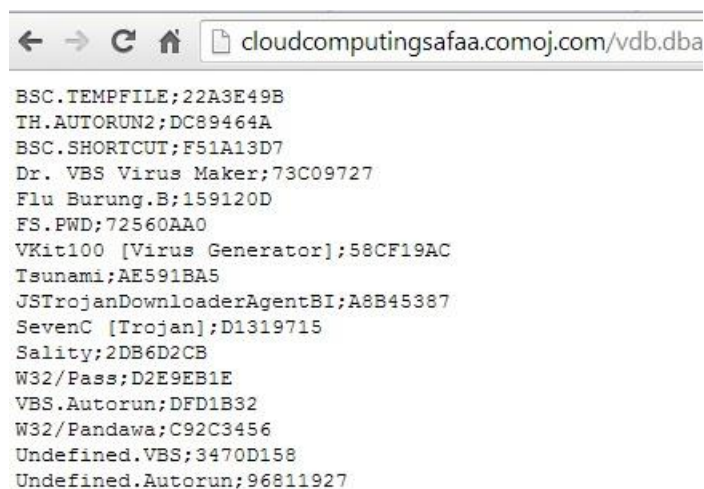 cloudcomputingsafaa.comoj.com/vdb.dba
BSC.TEMPFILE;22A3E49B
TH.AUTORUN2;DC89464A
BSC.SHORTCUT;F51A13D7
Dr. VBS Virus Maker;73C09727
Flu Burung.B;159120D
FS.PWD;72560AA0
VKit100 [Virus Generator];58CF19AC
Tsunami;AE591BA5
JSTrojanDownloaderAgentBI;A8B45387
SevenC [Trojan];D1319715
Sality;2DB6D2CB
W32/Pass;D2E9EB1E
VBS.Autorun;DFD1B32
W32/Pandawa;C92C3456
Undefined.VBS;3470D158
Undefined.Autorun;96811927